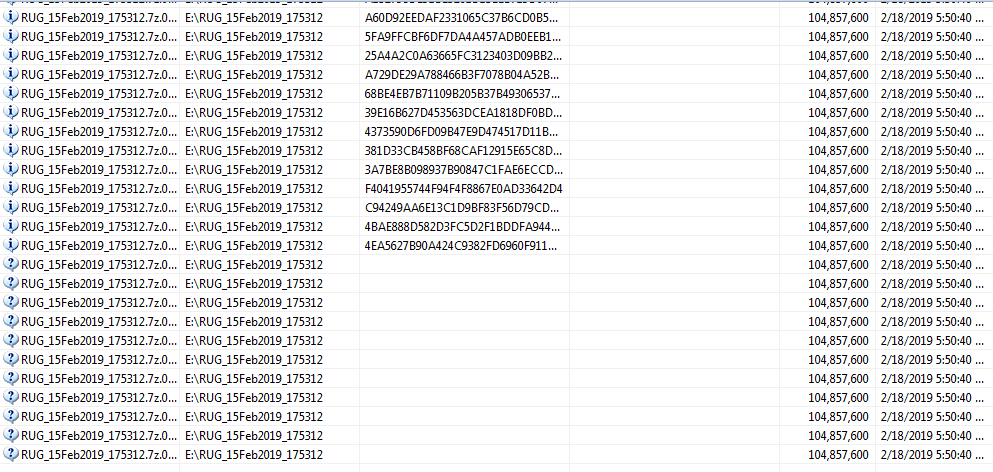 RUG_15Feb2019_175312.7z.0... E:\RUG_15Feb2019_175312 104,857,600 2/18/2019 5:50:40 ...
RUG_15Feb2019_175312.7z.0... E:\RUG_15Feb2019_175312 A60D92EEDAF2331065C37B6CD0B5... 104,857,600 2/18/2019 5:50:40 ...
RUG_15Feb2019_175312.7z.0... E:\RUG_15Feb2019_175312 5FA9FFCBF6DF7DA4A457ADB0EEB1... 104,857,600 2/18/2019 5:50:40 ...
RUG_15Feb2019_175312.7z.0... E:\RUG_15Feb2019_175312 25A4A2C0A63665FC3123403D09BB2... 104,857,600 2/18/2019 5:50:40 ...
RUG_15Feb2019_175312.7z.0... E:\RUG_15Feb2019_175312 A729DE29A788466B3F7078B04A52B... 104,857,600 2/18/2019 5:50:40 ...
RUG_15Feb2019_175312.7z.0... E:\RUG_15Feb2019_175312 68BE4EB7B71109B205B37B49306537... 104,857,600 2/18/2019 5:50:40 ...
RUG_15Feb2019_175312.7z.0... E:\RUG_15Feb2019_175312 39E16B627D453563DCEA1818DF0BD... 104,857,600 2/18/2019 5:50:40 ...
RUG_15Feb2019_175312.7z.0... E:\RUG_15Feb2019_175312 4373590D6FD09B47E9D474517D11B... 104,857,600 2/18/2019 5:50:40 ...
RUG_15Feb2019_175312.7z.0... E:\RUG_15Feb2019_175312 381D33CB458BF68CAF12915E65C8D... 104,857,600 2/18/2019 5:50:40 ...
RUG_15Feb2019_175312.7z.0... E:\RUG_15Feb2019_175312 3A7BE8B098937B90847C1FAE6ECCD... 104,857,600 2/18/2019 5:50:40 ...
RUG_15Feb2019_175312.7z.0... E:\RUG_15Feb2019_175312 F4041955744F94F4F8867E0AD33642D4 104,857,600 2/18/2019 5:50:40 ...
RUG_15Feb2019_175312.7z.0... E:\RUG_15Feb2019_175312 C94249AA6E13C1D9BF83F56D79CD... 104,857,600 2/18/2019 5:50:40 ...
RUG_15Feb2019_175312.7z.0... E:\RUG_15Feb2019_175312 4BAE888D582D3FC5D2F1BDDFA944... 104,857,600 2/18/2019 5:50:40 ...
RUG_15Feb2019_175312.7z.0... E:\RUG_15Feb2019_175312 4EA5627B90A424C9382FD6960F911... 104,857,600 2/18/2019 5:50:40 ...
RUG_15Feb2019_175312.7z.0... E:\RUG_15Feb2019_175312 104,857,600 2/18/2019 5:50:40 ...
RUG_15Feb2019_175312.7z.0... E:\RUG_15Feb2019_175312 104,857,600 2/18/2019 5:50:40 ...
RUG_15Feb2019_175312.7z.0... E:\RUG_15Feb2019_175312 104,857,600 2/18/2019 5:50:40 ...
RUG_15Feb2019_175312.7z.0... E:\RUG_15Feb2019_175312 104,857,600 2/18/2019 5:50:40 ...
RUG_15Feb2019_175312.7z.0... E:\RUG_15Feb2019_175312 104,857,600 2/18/2019 5:50:40 ...
RUG_15Feb2019_175312.7z.0... E:\RUG_15Feb2019_175312 104,857,600 2/18/2019 5:50:40 ...
RUG_15Feb2019_175312.7z.0... E:\RUG_15Feb2019_175312 104,857,600 2/18/2019 5:50:40 ...
RUG_15Feb2019_175312.7z.0... E:\RUG_15Feb2019_175312 104,857,600 2/18/2019 5:50:40 ...
RUG_15Feb2019_175312.7z.0... E:\RUG_15Feb2019_175312 104,857,600 2/18/2019 5:50:40 ...
RUG_15Feb2019_175312.7z.0... E:\RUG_15Feb2019_175312 104,857,600 2/18/2019 5:50:40 ...
RUG_15Feb2019_175312.7z.0... E:\RUG_15Feb2019_175312 104,857,600 2/18/2019 5:50:40 ...